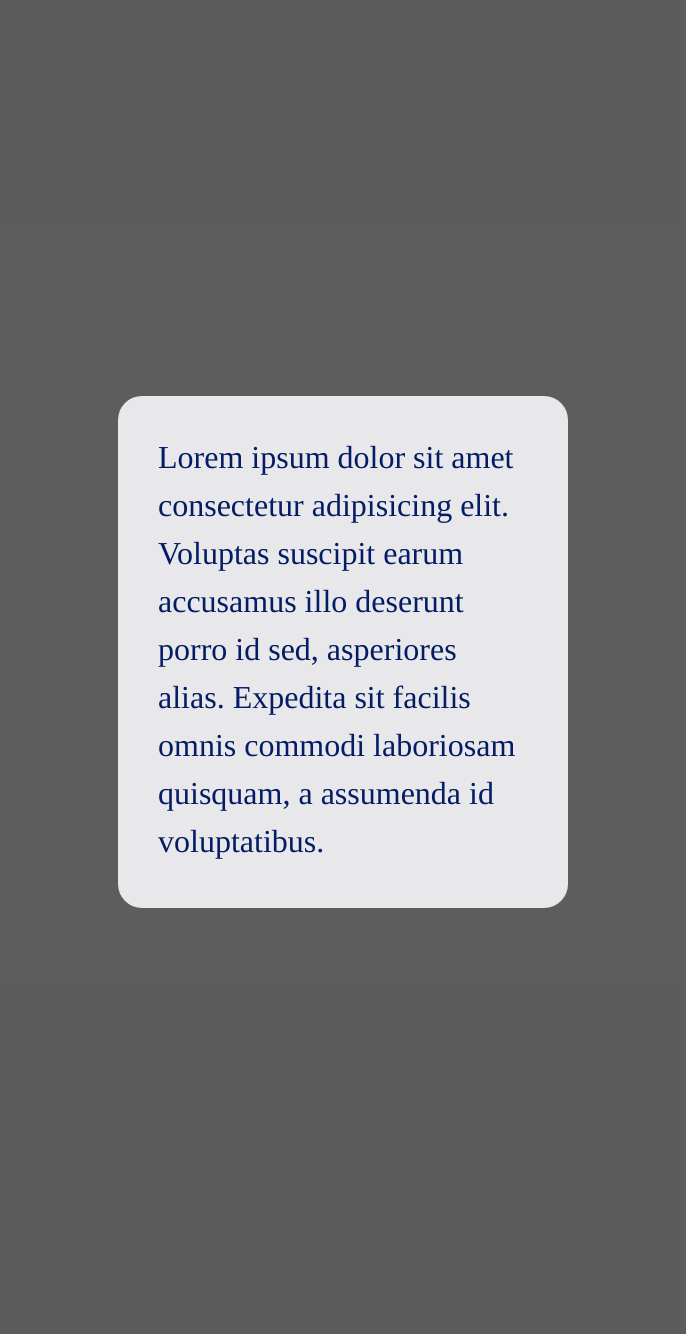 Lorem ipsum dolor sit amet
consectetur adipisicing elit.
Voluptas suscipit earum
accusamus illo deserunt
porro id sed, asperiores
alias. Expedita sit facilis
omnis commodi laboriosam
quisquam, a assumenda id
voluptatibus.